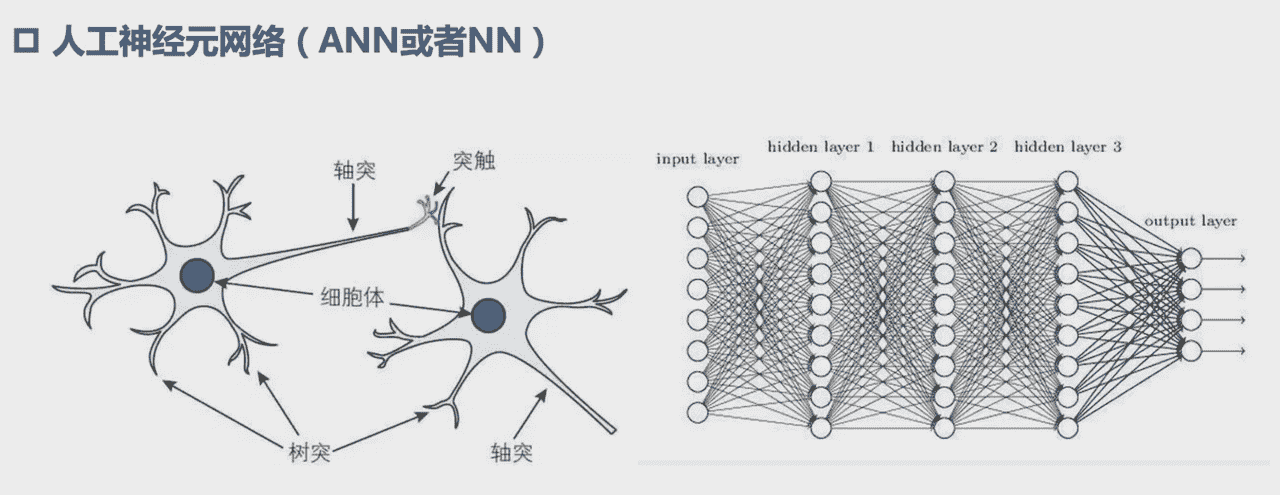 人工神经元网络（ANN或者NN）
轴突
突触
细胞体
树突
轴突
input layer
hidden layer 1
hidden layer 2
hidden layer 3
output layer